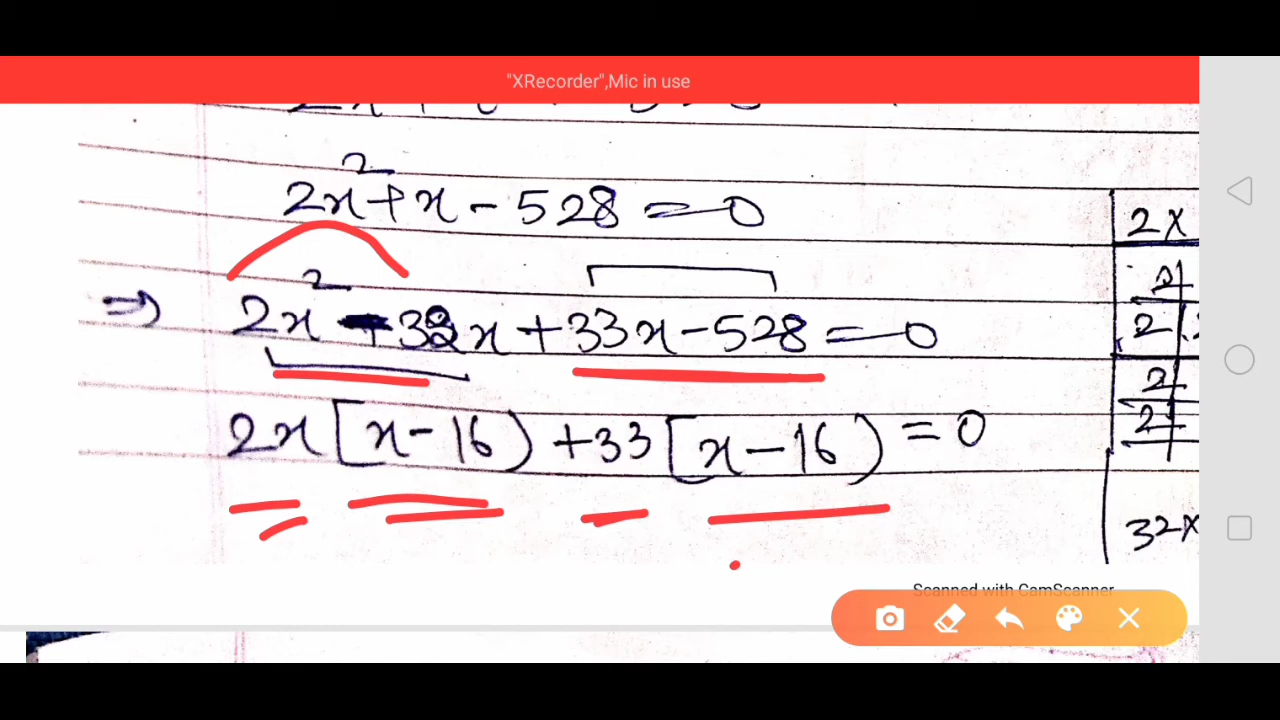 "XRecorder",Mic in use
2x² + x - 528 = 0
2x
⇒ 2x² - 32x + 33x - 528 = 0
2x [x - 16) + 33 [x - 16) = 0
32x
Scanned with CamScanner